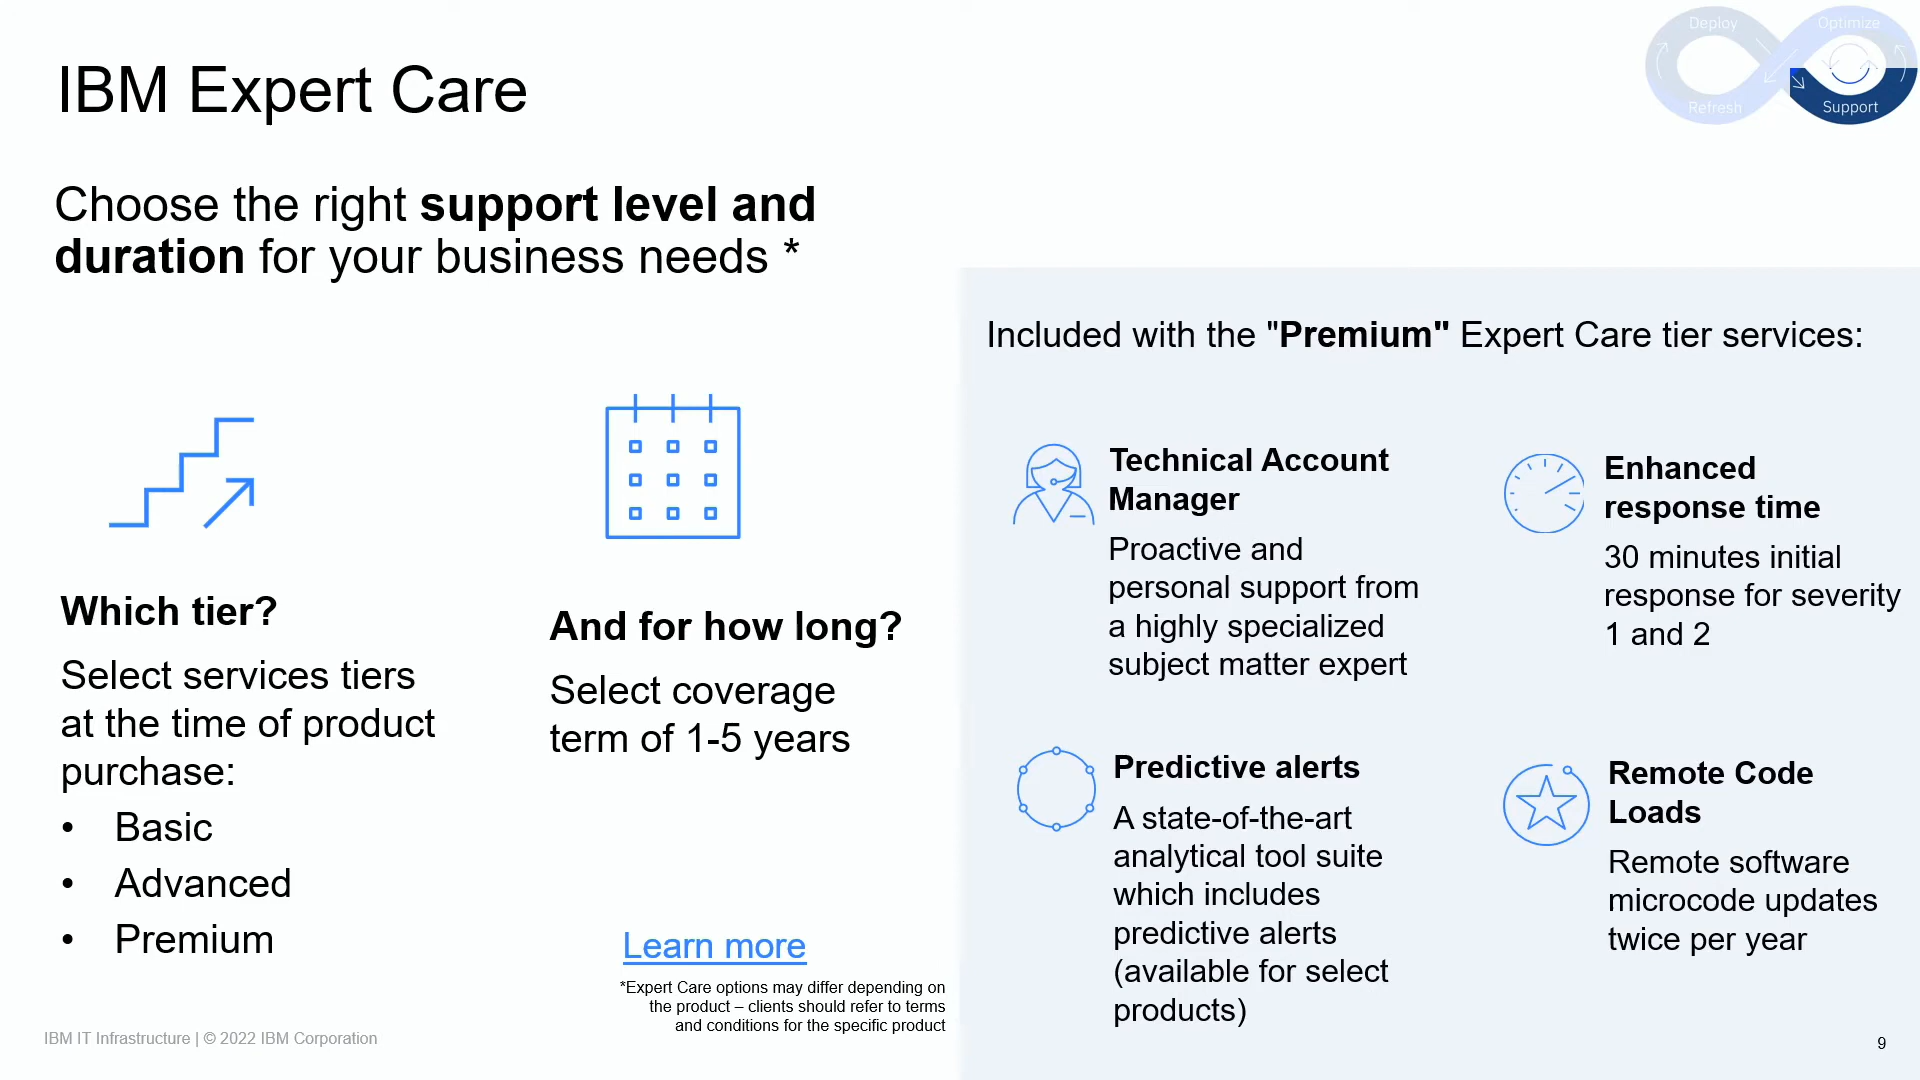 IBM Expert Care
Deploy
Optimize
Refresh
Support
Choose the right support level and
duration for your business needs *
Which tier?
Select services tiers
at the time of product
purchase:
• Basic
• Advanced
• Premium
And for how long?
Select coverage
term of 1-5 years
Learn more
*Expert Care options may differ depending on
the product – clients should refer to terms
and conditions for the specific product
Included with the "Premium" Expert Care tier services:
Technical Account
Manager
Proactive and
personal support from
a highly specialized
subject matter expert
Enhanced
response time
30 minutes initial
response for severity
1 and 2
Predictive alerts
A state-of-the-art
analytical tool suite
which includes
predictive alerts
(available for select
products)
Remote Code
Loads
Remote software
microcode updates
twice per year
IBM IT Infrastructure | © 2022 IBM Corporation
9